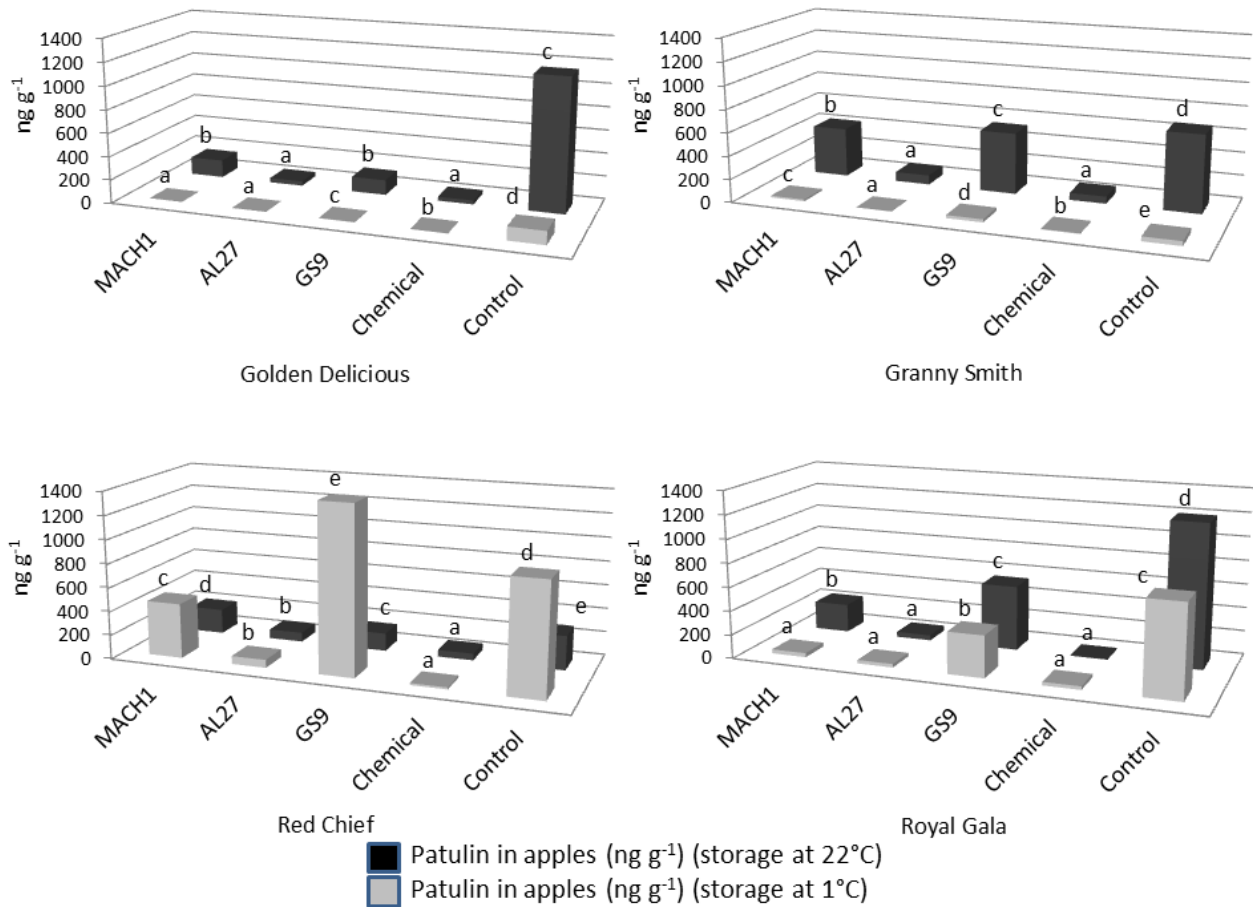 1400
1200
1000
800
600
400
200
0
ng g⁻¹
b
a
b
a
c
a
a
c
b
d
MACH1
AL27
GS9
Chemical
Control
Golden Delicious
1400
1200
1000
800
600
400
200
0
ng g⁻¹
b
a
c
a
d
c
a
d
b
e
MACH1
AL27
GS9
Chemical
Control
Granny Smith
1400
1200
1000
800
600
400
200
0
ng g⁻¹
d
b
c
a
e
c
b
e
a
d
MACH1
AL27
GS9
Chemical
Control
Red Chief
1400
1200
1000
800
600
400
200
0
ng g⁻¹
b
a
c
a
d
a
a
b
a
c
MACH1
AL27
GS9
Chemical
Control
Royal Gala
Patulin in apples (ng g⁻¹) (storage at 22°C)
Patulin in apples (ng g⁻¹) (storage at 1°C)